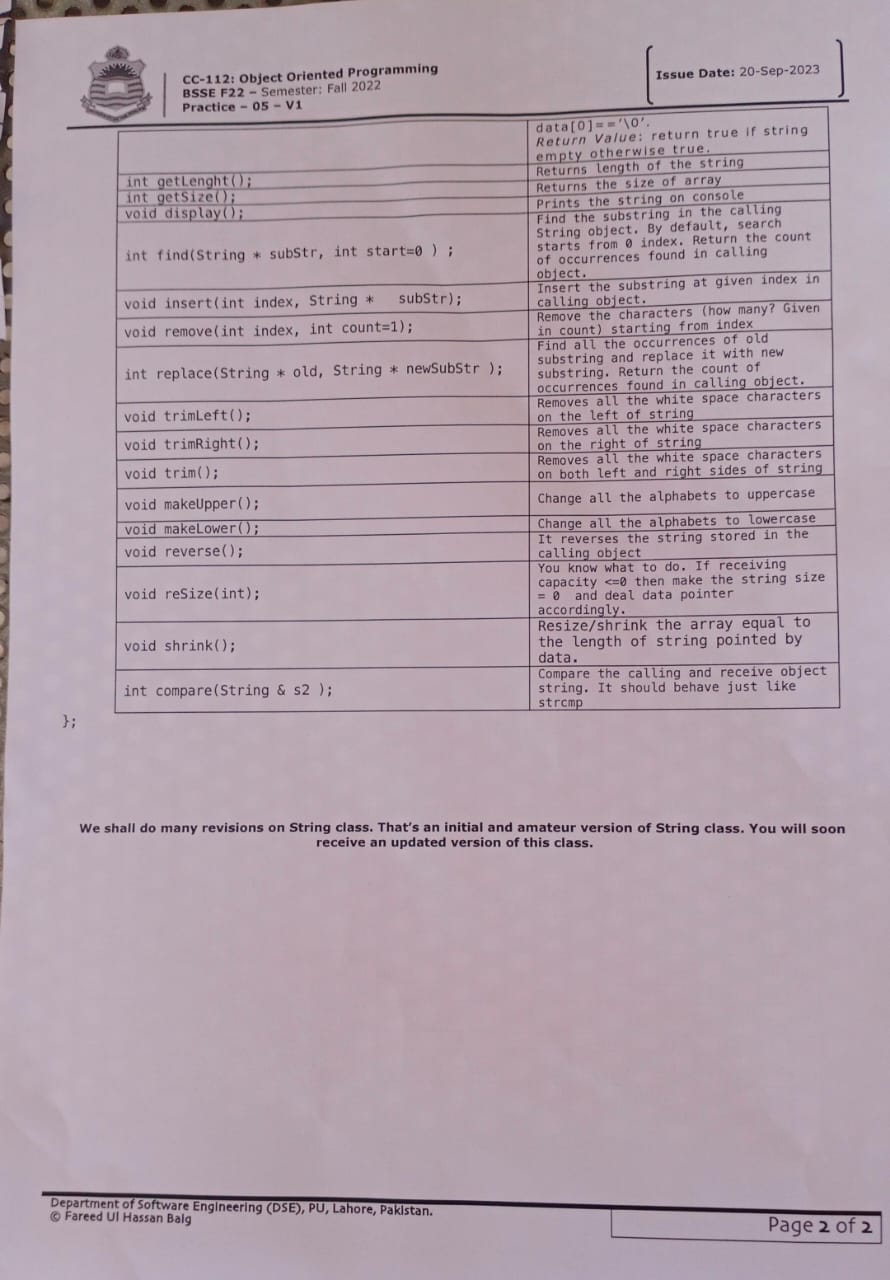 CC-112: Object Oriented Programming
BSSE F22 – Semester: Fall 2022
Practice – 05 – V1
Issue Date: 20-Sep-2023
data[0]=='\0'.
Return Value: return true if string
empty otherwise true.
int getLenght();
Returns length of the string
int getSize();
Returns the size of array
void display();
Prints the string on console
int find(String * subStr, int start=0 ) ;
Find the substring in the calling
String object. By default, search
starts from 0 index. Return the count
of occurrences found in calling
object.
void insert(int index, String * subStr);
Insert the substring at given index in
calling object.
void remove(int index, int count=1);
Remove the characters (how many? Given
in count) starting from index
int replace(String * old, String * newSubStr );
Find all the occurrences of old
substring and replace it with new
substring. Return the count of
occurrences found in calling object.
void trimLeft();
Removes all the white space characters
on the left of string
void trimRight();
Removes all the white space characters
on the right of string
void trim();
Removes all the white space characters
on both left and right sides of string
void makeUpper();
Change all the alphabets to uppercase
void makeLower();
Change all the alphabets to lowercase
void reverse();
It reverses the string stored in the
calling object
void reSize(int);
You know what to do. If receiving
capacity <=0 then make the string size
= 0 and deal data pointer
accordingly.
void shrink();
Resize/shrink the array equal to
the length of string pointed by
data.
int compare(String & s2 );
Compare the calling and receive object
string. It should behave just like
strcmp
};
We shall do many revisions on String class. That's an initial and amateur version of String class. You will soon
receive an updated version of this class.
Department of Software Engineering (DSE), PU, Lahore, Pakistan.
© Fareed Ul Hassan Baig
Page 2 of 2